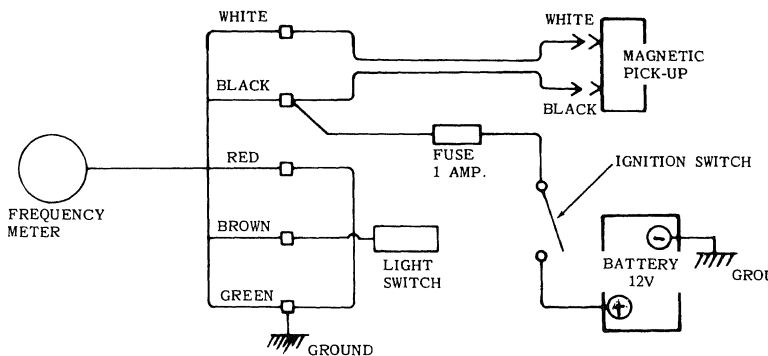 WHITE
WHITE
MAGNETIC
PICK-UP
BLACK
BLACK
FUSE
1 AMP.
RED
IGNITION SWITCH
FREQUENCY
METER
BROWN
LIGHT
SWITCH
BATTERY
12V
GROU
GREEN
GROUND